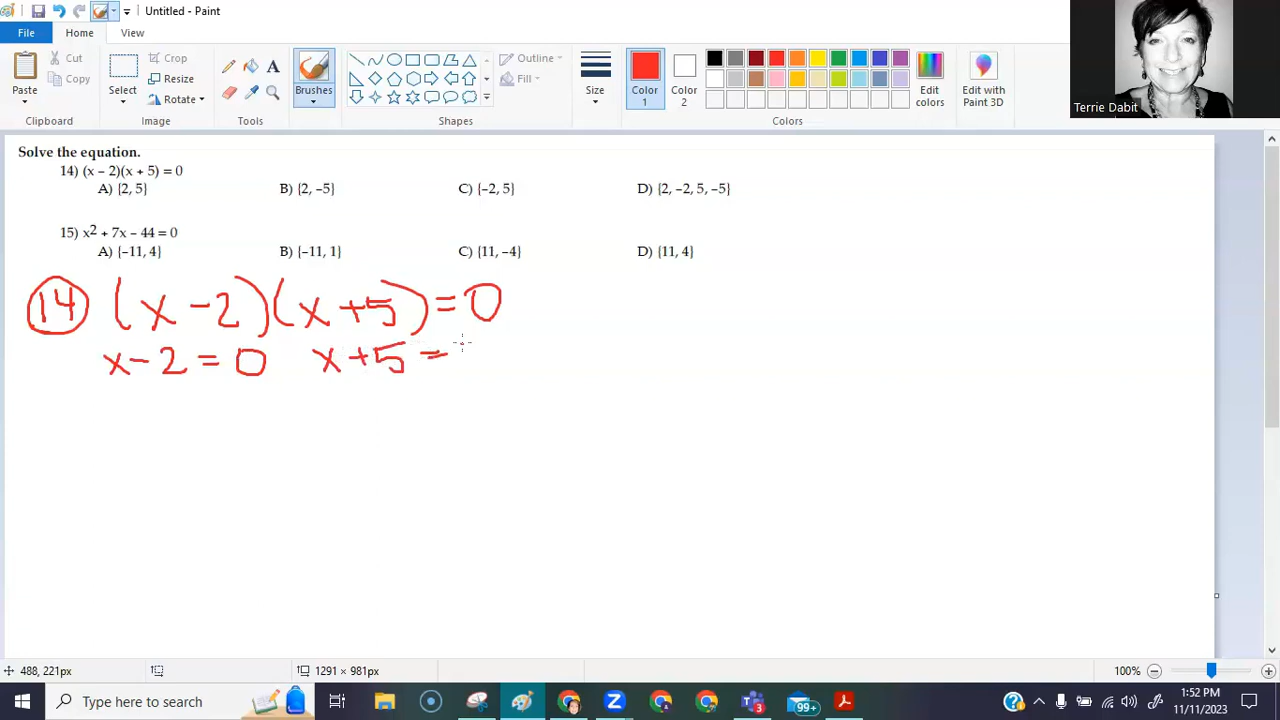 Untitled - Paint
File Home View
Paste
Cut
Copy
Clipboard
Select
Crop
Resize
Rotate
Image
A
Tools
Brushes
Outline
Fill
Shapes
Size
Color 1
Color 2
Edit colors
Edit with Paint 3D
Colors
Terrie Dabit
Solve the equation.
14) (x – 2)(x + 5) = 0
A) {2, 5} B) {2, –5} C) {–2, 5} D) {2, –2, 5, –5}
15) x² + 7x – 44 = 0
A) {–11, 4} B) {–11, 1} C) {11, –4} D) {11, 4}
14 (x - 2)(x + 5) = 0
x - 2 = 0 x + 5 =
488, 221px 1291 × 981px 100%
Type here to search 3 99+ 1:52 PM
11/11/2023